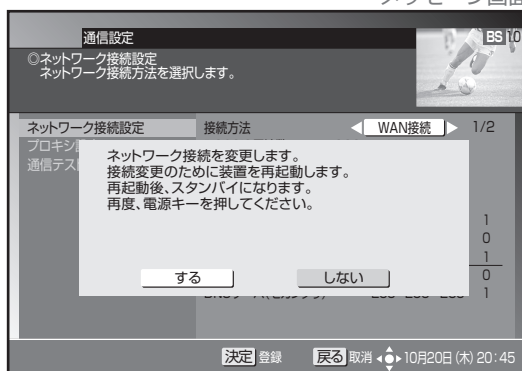 通信設定
BS 10
◎ネットワーク接続設定
ネットワーク接続方法を選択します。
ネットワーク接続設定 接続方法 WAN接続 1/2
プロキシ
通信テス
ネットワーク接続を変更します。
接続変更のために装置を再起動します。
再起動後、スタンバイになります。
再度、電源キーを押してください。
1
0
1
0
1
する しない
決定 登録 戻る 取消 10月20日(木) 20:45